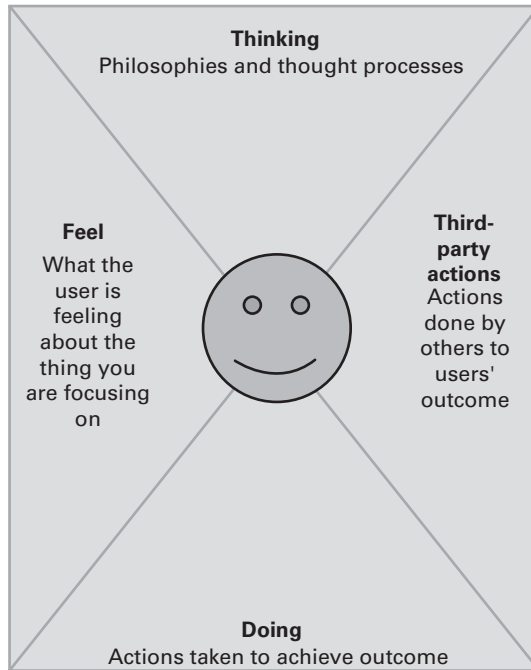 Thinking
Philosophies and thought processes
Feel
What the
user is
feeling
about the
thing you
are focusing
on
Third-
party
actions
Actions
done by
others to
users'
outcome
Doing
Actions taken to achieve outcome